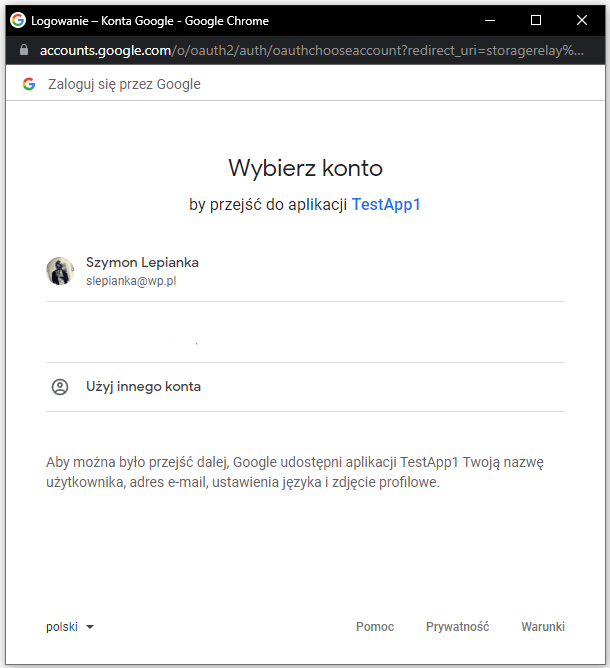 Logowanie – Konta Google - Google Chrome
accounts.google.com/o/oauth2/auth/oauthchooseaccount?redirect_uri=storagerelay%...
Zaloguj się przez Google
Wybierz konto
by przejść do aplikacji TestApp1
Szymon Lepianka
slepianka@wp.pl
Użyj innego konta
Aby można było przejść dalej, Google udostępni aplikacji TestApp1 Twoją nazwę
użytkownika, adres e-mail, ustawienia języka i zdjęcie profilowe.
polski Pomoc Prywatność Warunki